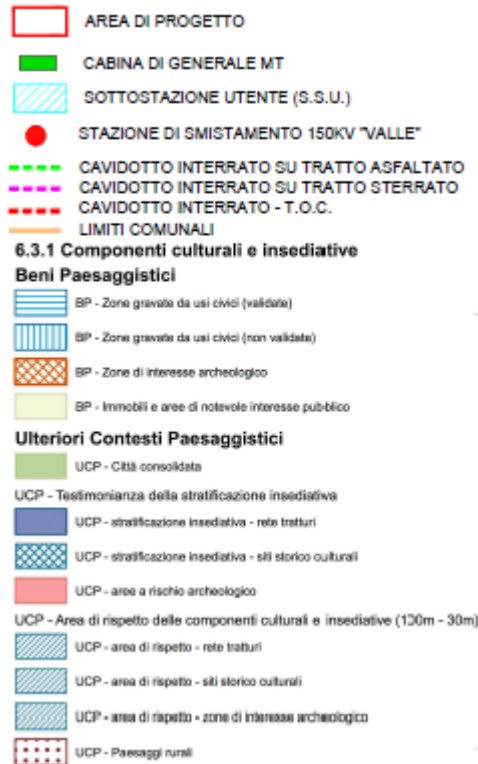 AREA DI PROGETTO
CABINA DI GENERALE MT
SOTTOSTAZIONE UTENTE (S.S.U.)
STAZIONE DI SMISTAMENTO 150KV "VALLE"
CAVIDOTTO INTERRATO SU TRATTO ASFALTATO
CAVIDOTTO INTERRATO SU TRATTO STERRATO
CAVIDOTTO INTERRATO - T.O.C.
LIMITI COMUNALI
6.3.1 Componenti culturali e insediative
Beni Paesaggistici
BP - Zone gravate da usi civici (validate)
BP - Zone gravate da usi civici (non validate)
BP - Zone di interesse archeologico
BP - Immobili e aree di notevole interesse pubblico
Ulteriori Contesti Paesaggistici
UCP - Città consolidata
UCP - Testimonianza della stratificazione insediativa
UCP - stratificazione insediativa - rete tratturi
UCP - stratificazione insediativa - siti storico culturali
UCP - aree a rischio archeologico
UCP - Area di rispetto delle componenti culturali e insediative (100m - 30m)
UCP - area di rispetto - rete tratturi
UCP - area di rispetto - siti storico culturali
UCP - area di rispetto - zone di interesse archeologico
UCP - Paesaggi rurali